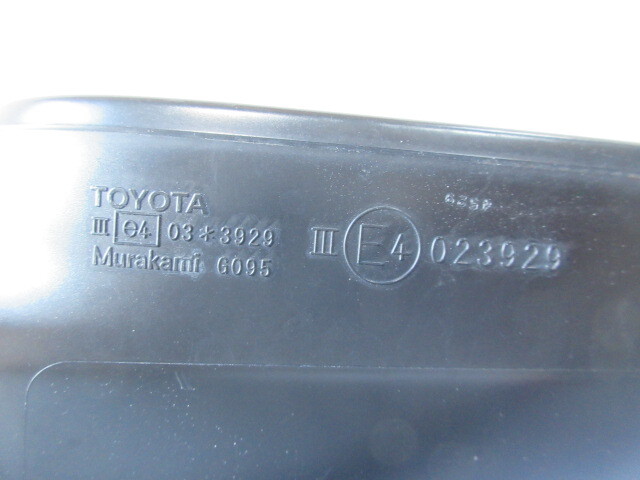 TOYOTA
III e4 03*3929
Murakami G095
III E4 023929